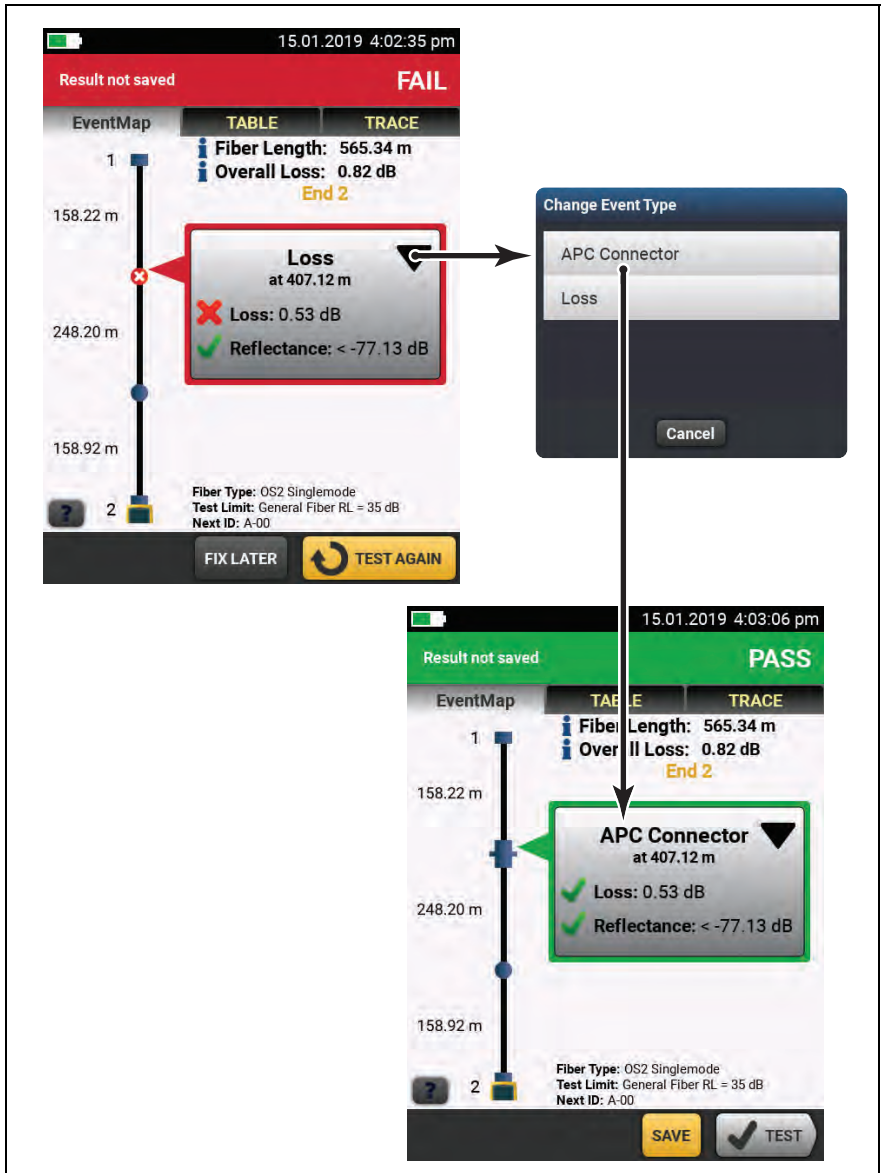 15.01.2019 4:02:35 pm
Result not saved FAIL
EventMap TABLE TRACE
1
i Fiber Length: 565.34 m
i Overall Loss: 0.82 dB
End 2
158.22 m
Loss
at 407.12 m
Loss: 0.53 dB
Reflectance: < -77.13 dB
248.20 m
158.92 m
Fiber Type: OS2 Singlemode
Test Limit: General Fiber RL = 35 dB
Next ID: A-00
? 2
FIX LATER TEST AGAIN
Change Event Type
APC Connector
Loss
Cancel
15.01.2019 4:03:06 pm
Result not saved PASS
EventMap TABLE TRACE
1
i Fiber Length: 565.34 m
i Overall Loss: 0.82 dB
End 2
158.22 m
APC Connector
at 407.12 m
Loss: 0.53 dB
Reflectance: < -77.13 dB
248.20 m
158.92 m
Fiber Type: OS2 Singlemode
Test Limit: General Fiber RL = 35 dB
Next ID: A-00
? 2
SAVE TEST